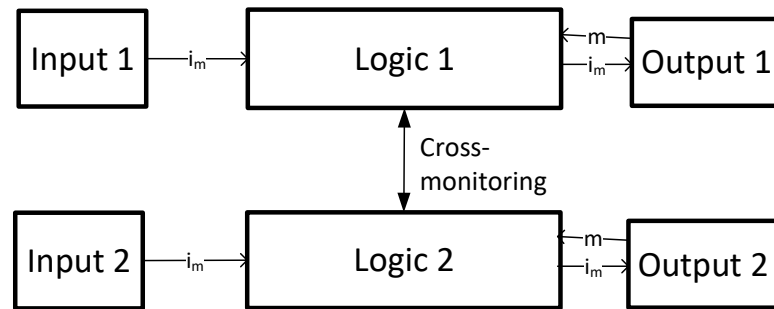 Input 1
iₘ
Logic 1
m
iₘ
Output 1
Cross-
monitoring
Input 2
iₘ
Logic 2
m
iₘ
Output 2